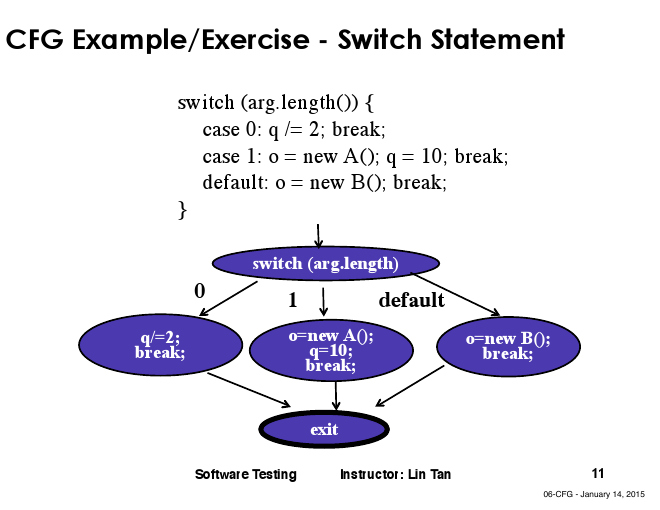 CFG Example/Exercise - Switch Statement
switch (arg.length()) {
case 0: q /= 2; break;
case 1: o = new A(); q = 10; break;
default: o = new B(); break;
}
switch (arg.length)
0
1
default
q/=2;
break;
o=new A();
q=10;
break;
o=new B();
break;
exit
Software Testing
Instructor: Lin Tan
11
06-CFG - January 14, 2015